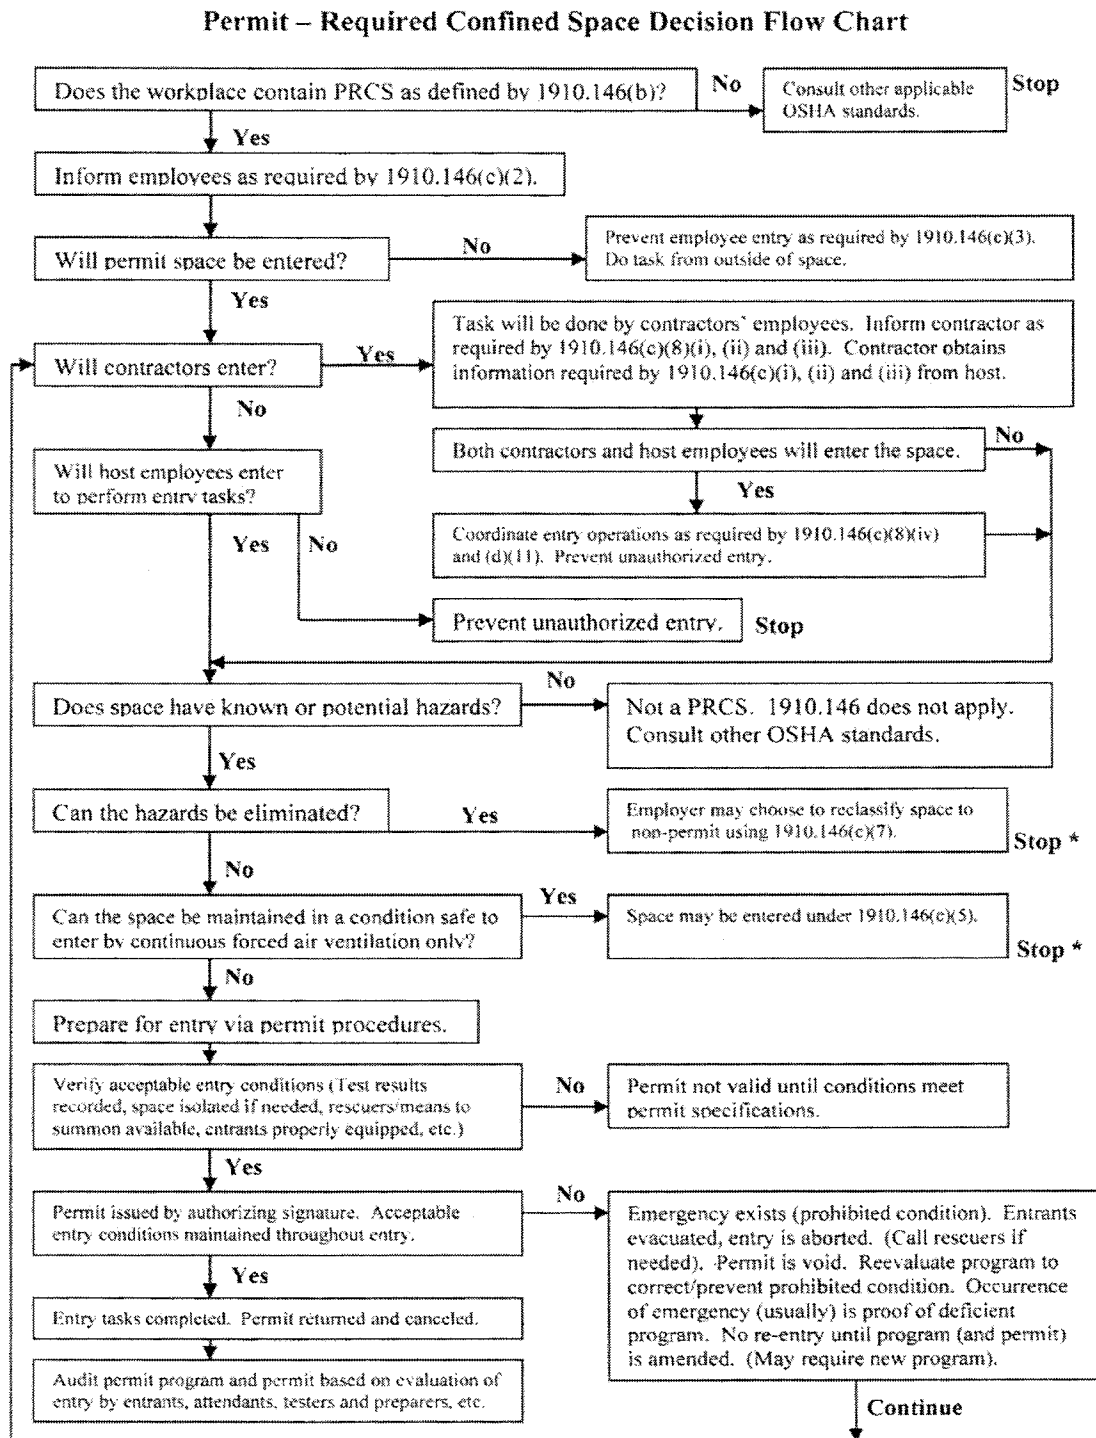 Permit – Required Confined Space Decision Flow Chart
Does the workplace contain PRCS as defined by 1910.146(b)?
No
Consult other applicable
OSHA standards.
Stop
Yes
Inform employees as required by 1910.146(c)(2).
Will permit space be entered?
No
Prevent employee entry as required by 1910.146(c)(3).
Do task from outside of space.
Yes
Will contractors enter?
Yes
Task will be done by contractors' employees. Inform contractor as
required by 1910.146(c)(8)(i), (ii) and (iii). Contractor obtains
information required by 1910.146(c)(i), (ii) and (iii) from host.
No
Both contractors and host employees will enter the space.
No
Will host employees enter
to perform entry tasks?
Yes
Coordinate entry operations as required by 1910.146(c)(8)(iv)
and (d)(11). Prevent unauthorized entry.
Yes
No
Prevent unauthorized entry.
Stop
Does space have known or potential hazards?
No
Not a PRCS. 1910.146 does not apply.
Consult other OSHA standards.
Yes
Can the hazards be eliminated?
Yes
Employer may choose to reclassify space to
non-permit using 1910.146(c)(7).
Stop *
No
Can the space be maintained in a condition safe to
enter by continuous forced air ventilation only?
Yes
Space may be entered under 1910.146(c)(5).
Stop *
No
Prepare for entry via permit procedures.
Verify acceptable entry conditions (Test results
recorded, space isolated if needed, rescuers/means to
summon available, entrants properly equipped, etc.)
No
Permit not valid until conditions meet
permit specifications.
Yes
Permit issued by authorizing signature. Acceptable
entry conditions maintained throughout entry.
No
Emergency exists (prohibited condition). Entrants
evacuated, entry is aborted. (Call rescuers if
needed). Permit is void. Reevaluate program to
correct/prevent prohibited condition. Occurrence
of emergency (usually) is proof of deficient
program. No re-entry until program (and permit)
is amended. (May require new program).
Yes
Entry tasks completed. Permit returned and canceled.
Audit permit program and permit based on evaluation of
entry by entrants, attendants, testers and preparers, etc.
Continue